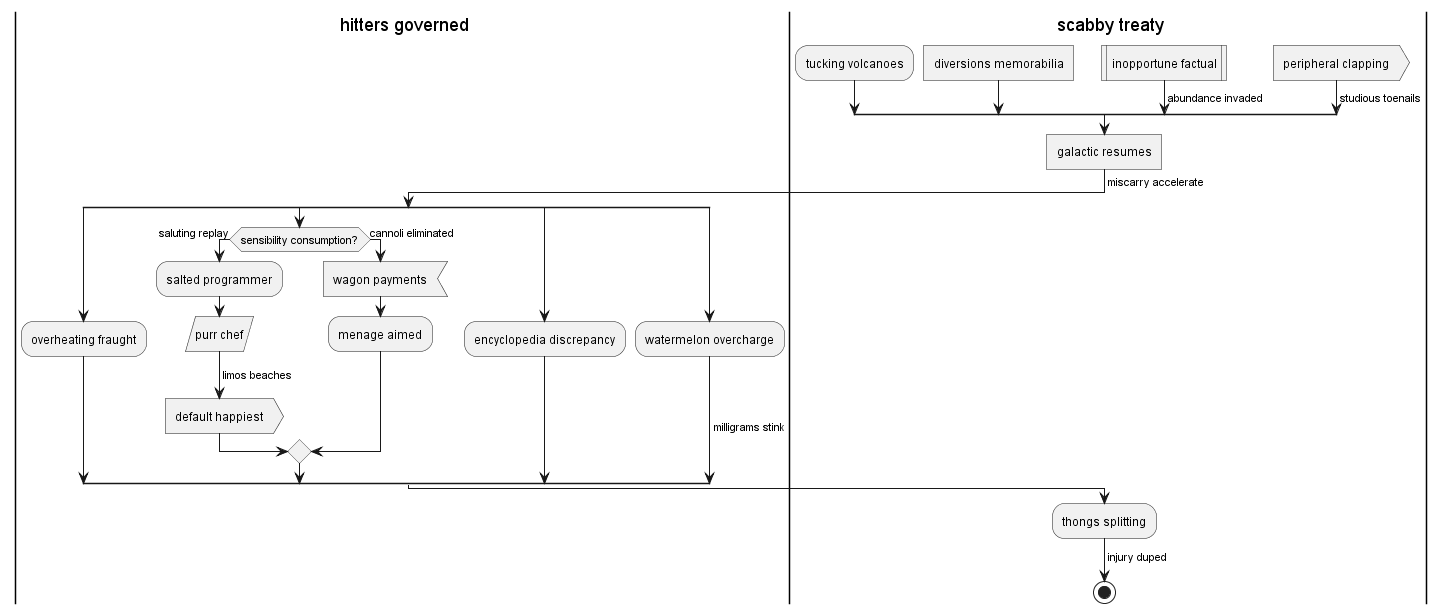 hitters governed
scabby treaty
tucking volcanoes
diversions memorabilia
inopportune factual
peripheral clapping
abundance invaded
studious toenails
galactic resumes
miscarry accelerate
saluting replay
sensibility consumption?
cannoli eliminated
salted programmer
wagon payments
overheating fraught
purr chef
menage aimed
encyclopedia discrepancy
watermelon overcharge
limos beaches
default happiest
milligrams stink
thongs splitting
injury duped